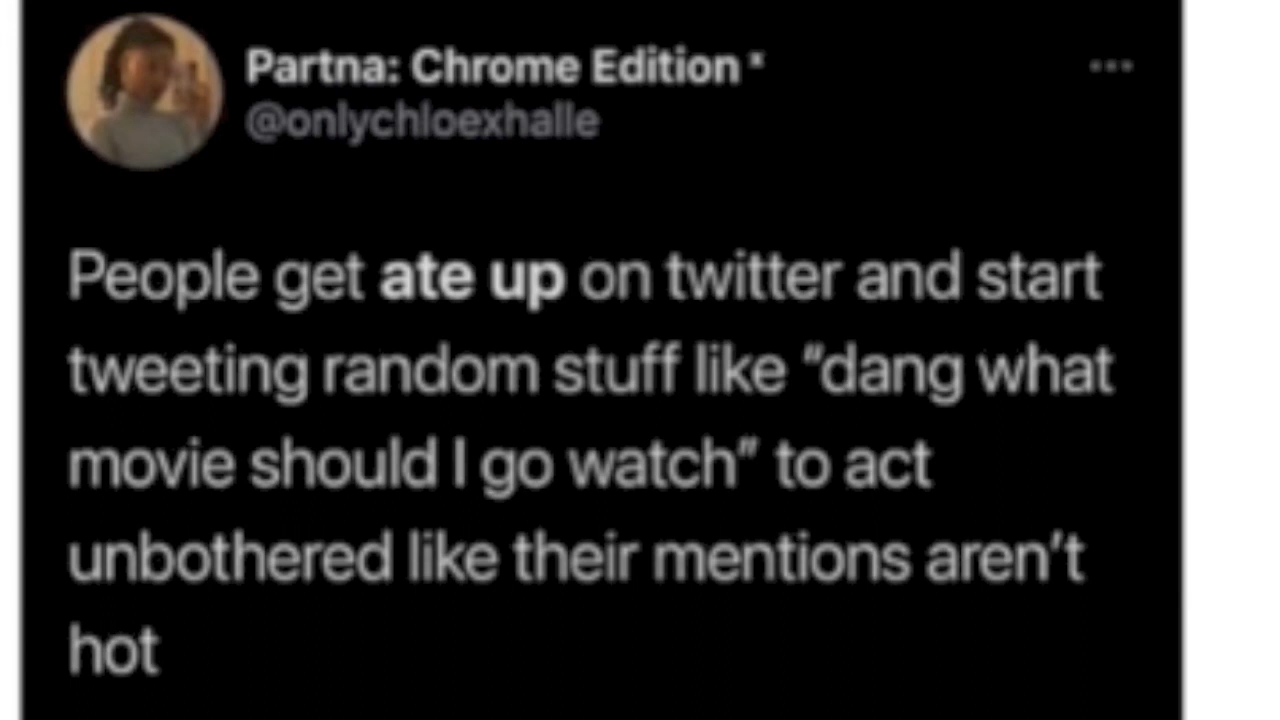 Partna: Chrome Edition ˣ
@onlychloexhalle
People get ate up on twitter and start
tweeting random stuff like "dang what
movie should I go watch" to act
unbothered like their mentions aren’t
hot